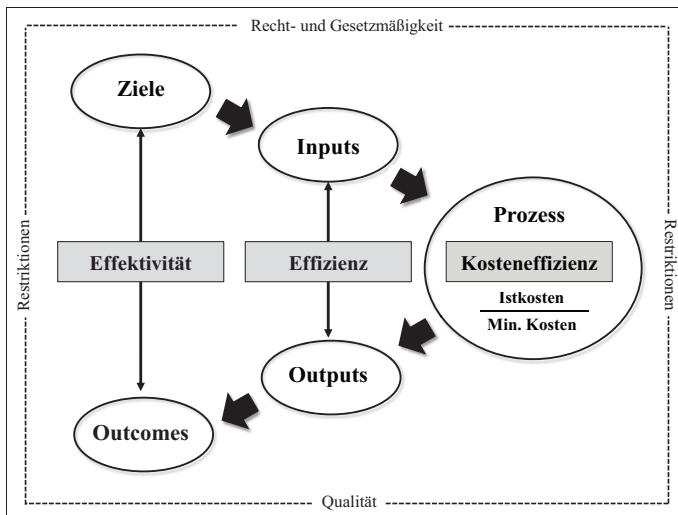 Recht- und Gesetzmäßigkeit
Ziele
Inputs
Prozess
Restriktionen
Effektivität
Effizienz
Kosteneffizienz
Istkosten
Min. Kosten
Restriktionen
Outputs
Outcomes
Qualität